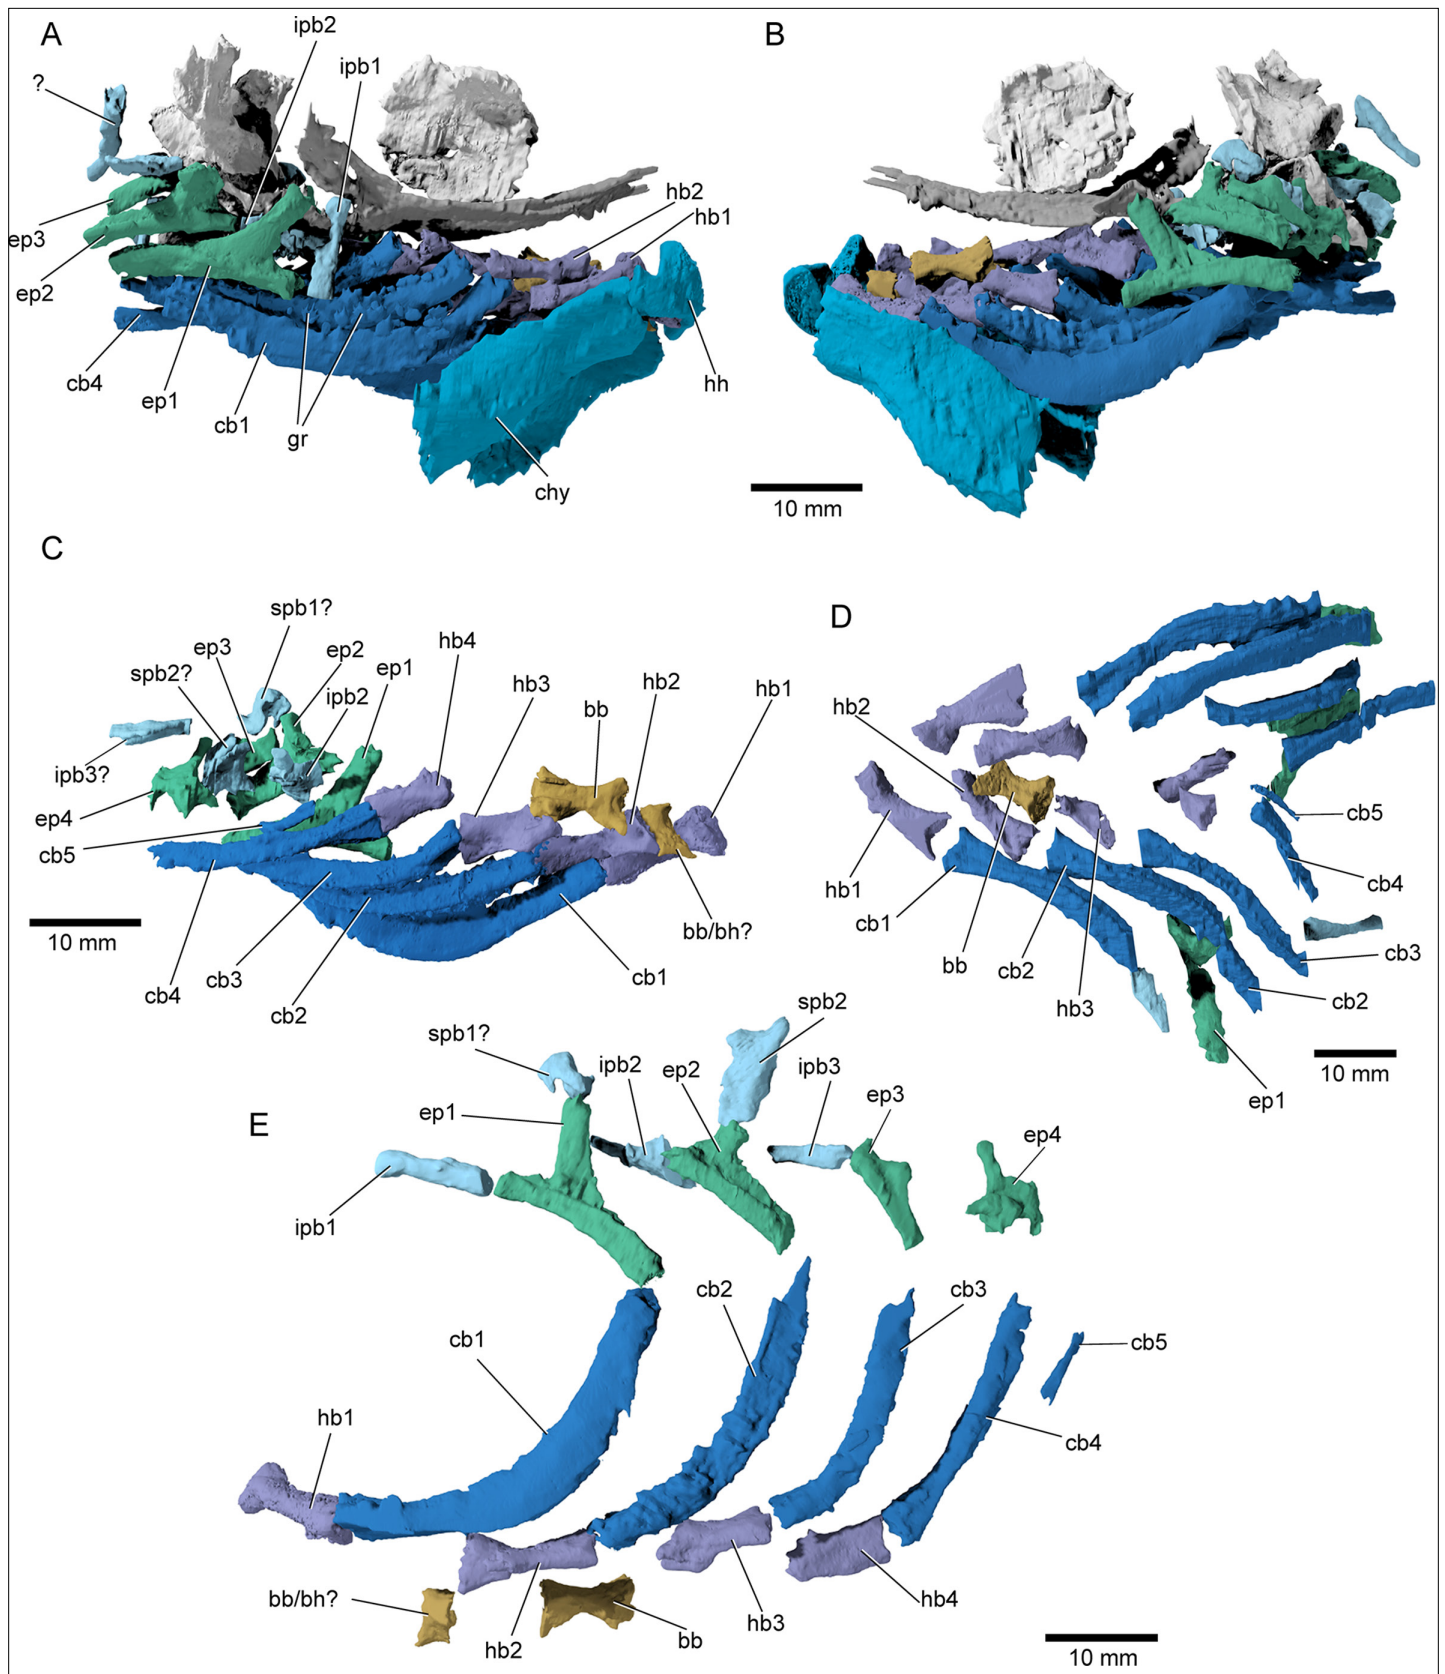 A
ipb2
B
ipb1
?
hb2
hb1
ep3
ep2
cb4
ep1
cb1
gr
hh
chy
10 mm
C
spb1?
ep3
ep2
hb4
spb2?
ipb2
ep1
hb3
bb
hb2
hb1
ipb3?
ep4
cb5
10 mm
cb4
cb3
cb2
cb1
bb/bh?
D
hb2
hb1
cb1
bb
cb2
hb3
cb5
cb4
cb3
cb2
ep1
10 mm
E
spb1?
spb2
ipb2
ep2
ipb3
ep3
ep1
ep4
ipb1
cb2
cb3
cb5
cb1
hb1
cb4
bb/bh?
hb2
bb
hb3
hb4
10 mm